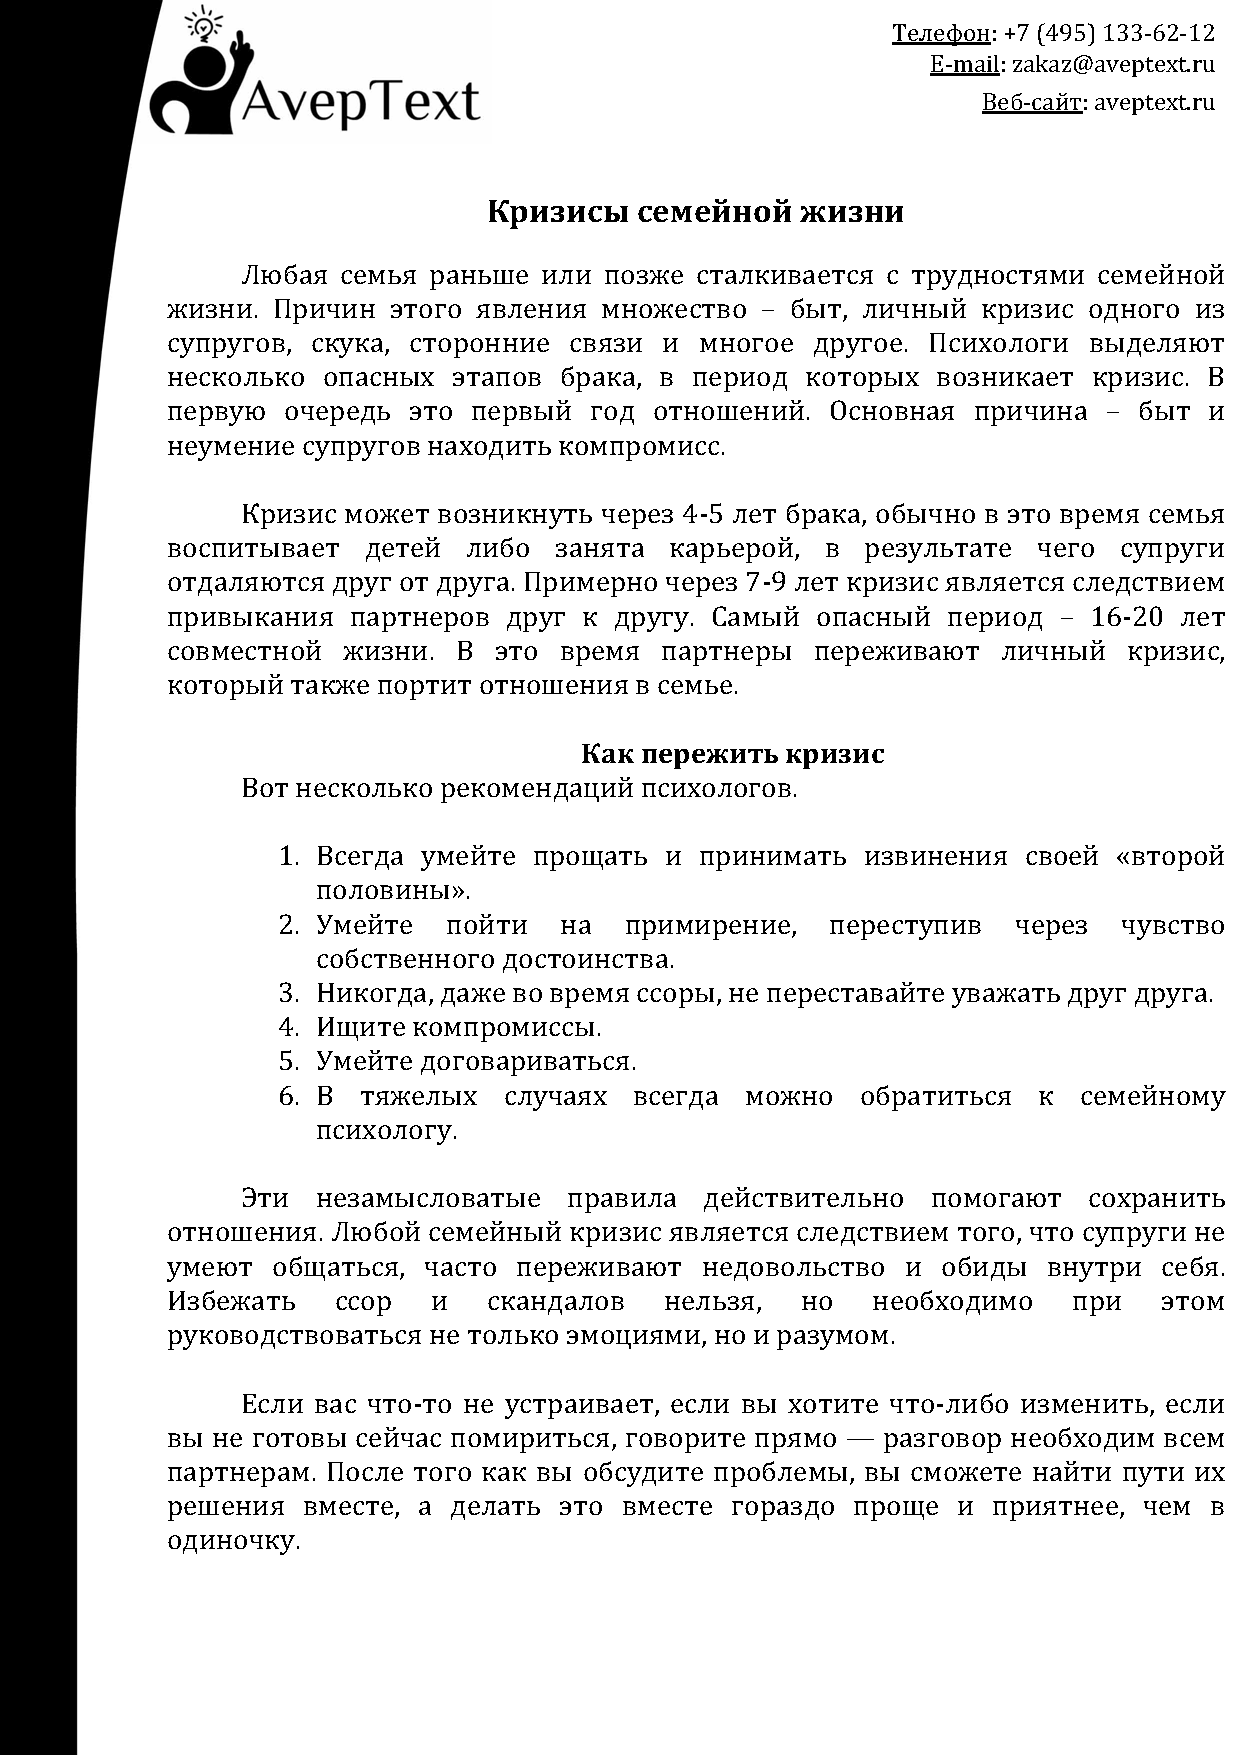 AvepText
Телефон: +7 (495) 133-62-12
E-mail: zakaz@aveptext.ru
Веб-сайт: aveptext.ru
Кризисы семейной жизни
Любая семья раньше или позже сталкивается с трудностями семейной
жизни. Причин этого явления множество – быт, личный кризис одного из
супругов, скука, сторонние связи и многое другое. Психологи выделяют
несколько опасных этапов брака, в период которых возникает кризис. В
первую очередь это первый год отношений. Основная причина – быт и
неумение супругов находить компромисс.
Кризис может возникнуть через 4-5 лет брака, обычно в это время семья
воспитывает детей либо занята карьерой, в результате чего супруги
отдаляются друг от друга. Примерно через 7-9 лет кризис является следствием
привыкания партнеров друг к другу. Самый опасный период – 16-20 лет
совместной жизни. В это время партнеры переживают личный кризис,
который также портит отношения в семье.
Как пережить кризис
Вот несколько рекомендаций психологов.
1. Всегда умейте прощать и принимать извинения своей «второй
половины».
2. Умейте пойти на примирение, переступив через чувство
собственного достоинства.
3. Никогда, даже во время ссоры, не переставайте уважать друг друга.
4. Ищите компромиссы.
5. Умейте договариваться.
6. В тяжелых случаях всегда можно обратиться к семейному
психологу.
Эти незамысловатые правила действительно помогают сохранить
отношения. Любой семейный кризис является следствием того, что супруги не
умеют общаться, часто переживают недовольство и обиды внутри себя.
Избежать ссор и скандалов нельзя, но необходимо при этом
руководствоваться не только эмоциями, но и разумом.
Если вас что-то не устраивает, если вы хотите что-либо изменить, если
вы не готовы сейчас помириться, говорите прямо — разговор необходим всем
партнерам. После того как вы обсудите проблемы, вы сможете найти пути их
решения вместе, а делать это вместе гораздо проще и приятнее, чем в
одиночку.